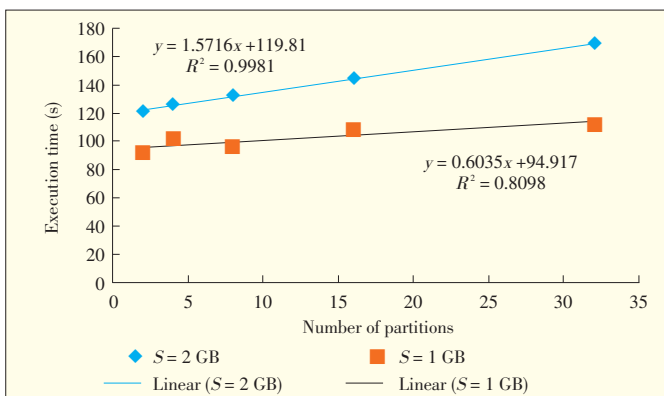 180
160
140
120
100
80
60
40
20
0
Execution time (s)
y = 1.5716x +119.81
R² = 0.9981
y = 0.6035x +94.917
R² = 0.8098
0 5 10 15 20 25 30 35
Number of partitions
S = 2 GB S = 1 GB
Linear (S = 2 GB) Linear (S = 1 GB)